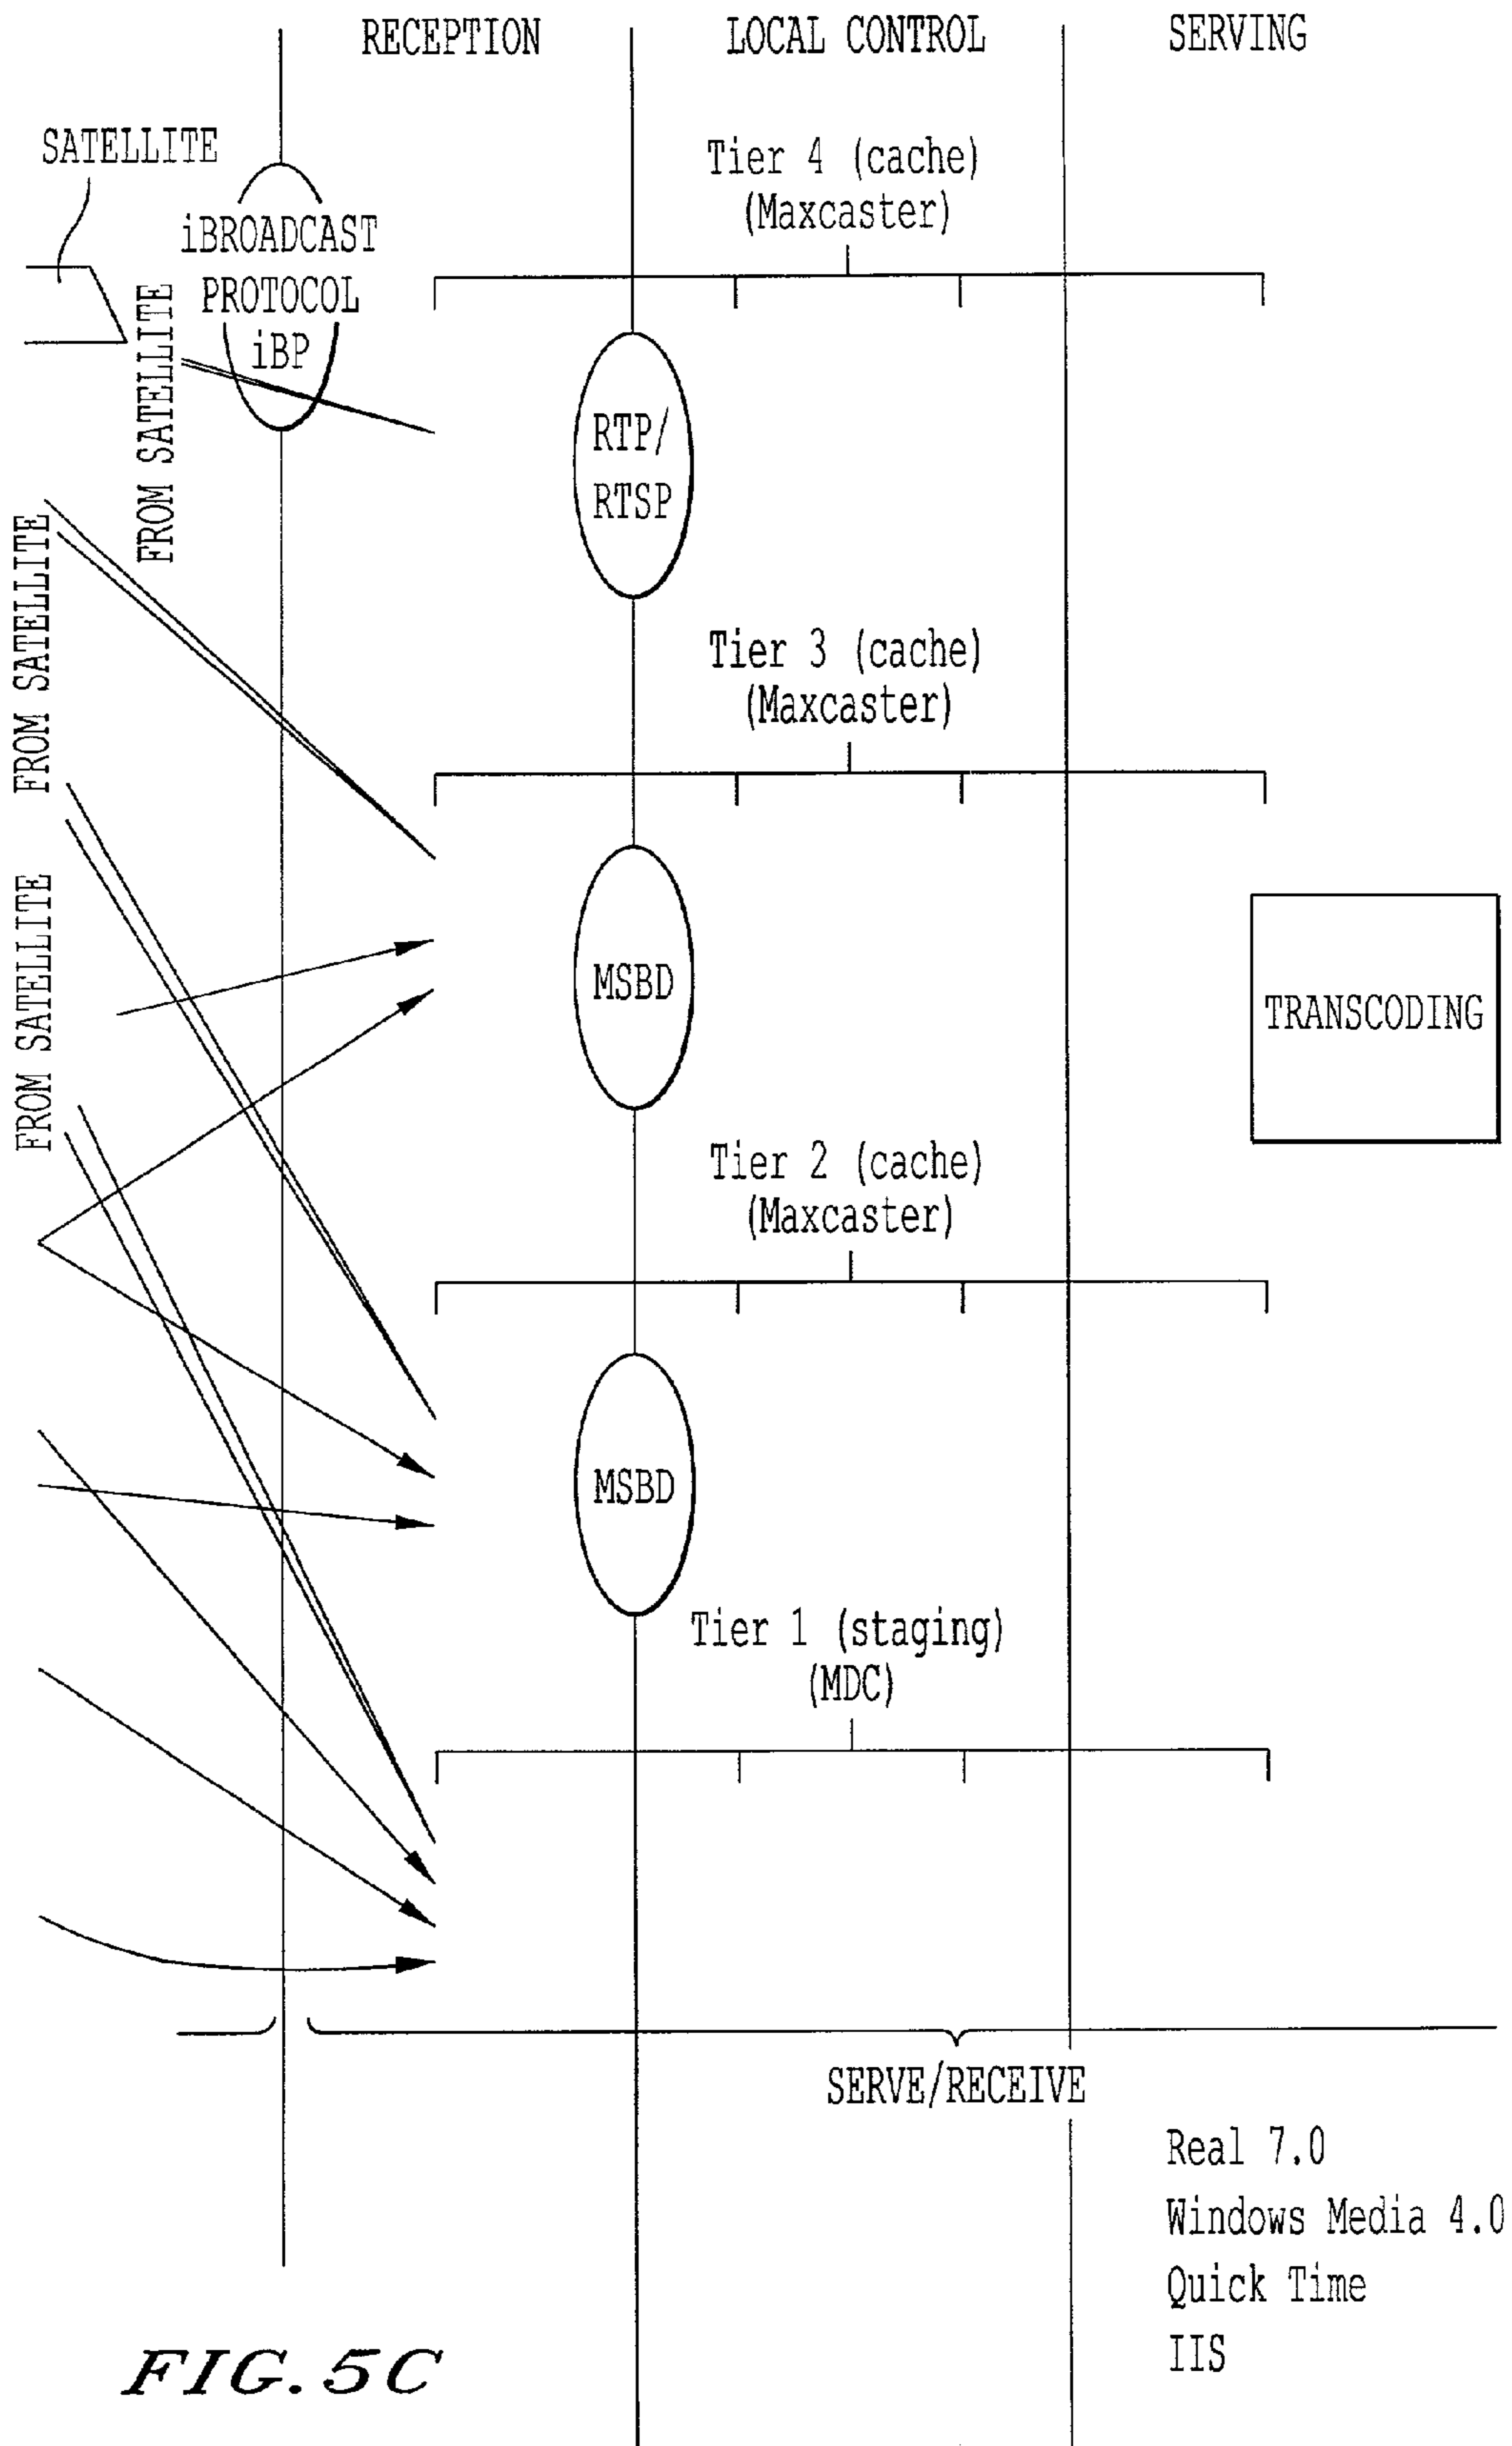 RECEPTION
LOCAL CONTROL
SERVING
SATELLITE
iBROADCAST
PROTOCOL
iBP
FROM SATELLITE
Tier 4 (cache)
(Maxcaster)
RTP/
RTSP
FROM SATELLITE
Tier 3 (cache)
(Maxcaster)
FROM SATELLITE
MSBD
TRANSCODING
Tier 2 (cache)
(Maxcaster)
MSBD
Tier 1 (staging)
(MDC)
SERVE/RECEIVE
Real 7.0
Windows Media 4.0
Quick Time
IIS
FIG. 5C